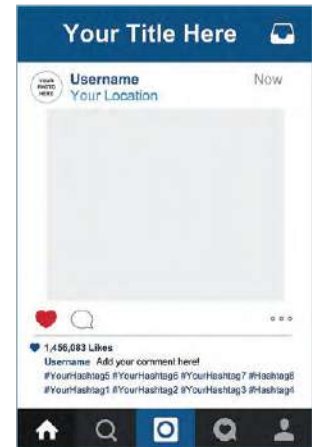 Your Title Here
YOUR
PHOTO
HERE
Username
Now
Your Location
1,456,083 Likes
Username Add your comment here!
#YourHashtag5 #YourHashtag6 #YourHashtag7 #Hashtag8
#YourHashtag1 #YourHashtag2 #YourHashtag3 #Hashtag4